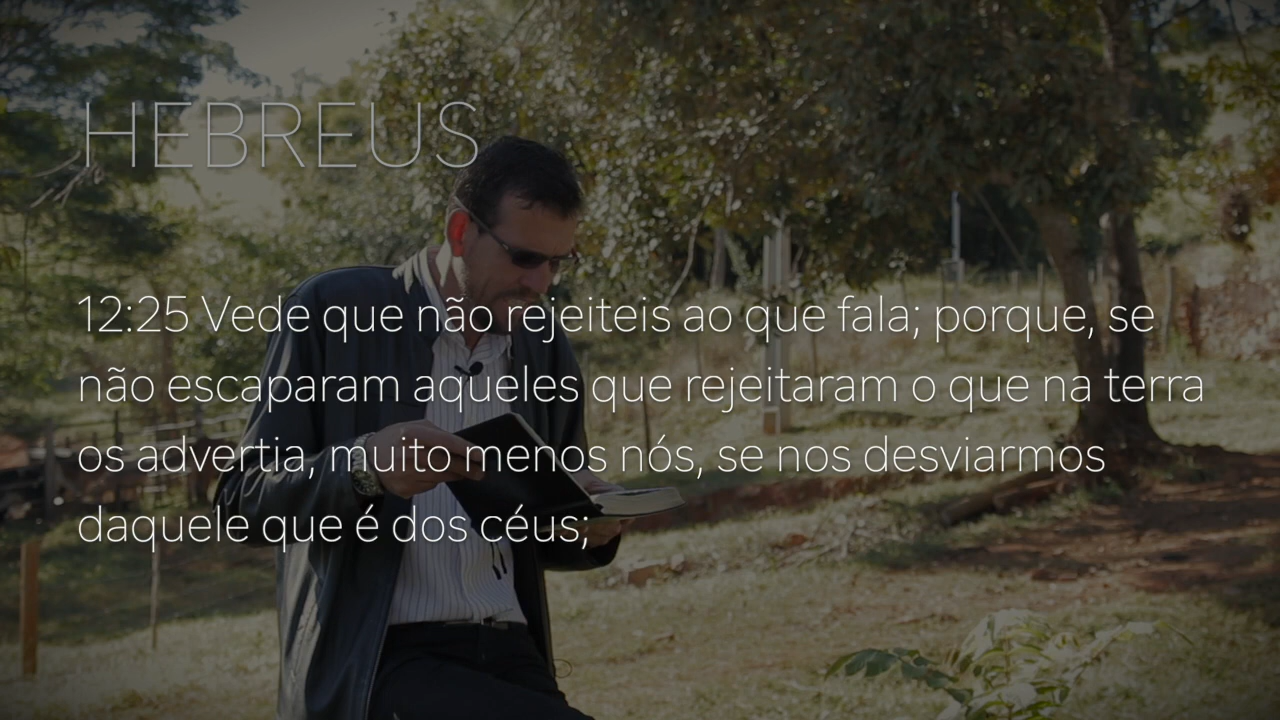 HEBREUS
12:25 Vede que não rejeiteis ao que fala; porque, se
não escaparam aqueles que rejeitaram o que na terra
os advertia, muito menos nós, se nos desviarmos
daquele que é dos céus;